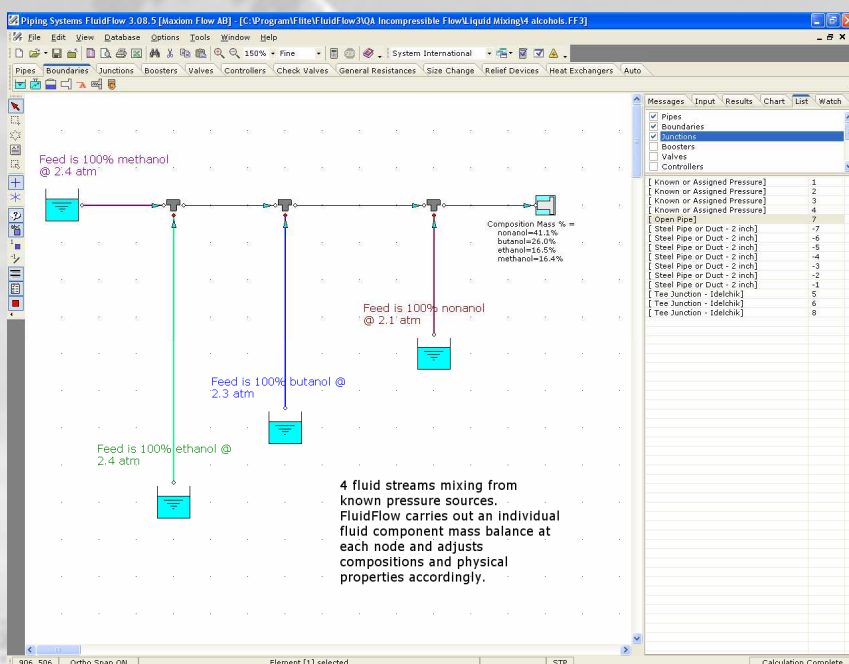 Piping Systems FluidFlow 3.08.5 [Maxiom Flow AB] - [C:\Program\Flite\FluidFlow3\QA Incompressible Flow\Liquid Mixing\4 alcohols.FF3]
File Edit View Database Options Tools Window Help
150% Fine System International
Pipes Boundaries Junctions Boosters Valves Controllers Check Valves General Resistances Size Change Relief Devices Heat Exchangers Auto
Messages Input Results Chart List Watch
Pipes
Boundaries
Junctions
Boosters
Valves
Controllers
[ Known or Assigned Pressure] 1
[ Known or Assigned Pressure] 2
[ Known or Assigned Pressure] 3
[ Known or Assigned Pressure] 4
[ Open Pipe] 7
[ Steel Pipe or Duct - 2 inch] -7
[ Steel Pipe or Duct - 2 inch] -6
[ Steel Pipe or Duct - 2 inch] -5
[ Steel Pipe or Duct - 2 inch] -4
[ Steel Pipe or Duct - 2 inch] -3
[ Steel Pipe or Duct - 2 inch] -2
[ Steel Pipe or Duct - 2 inch] -1
[ Tee Junction - Idelchik] 5
[ Tee Junction - Idelchik] 6
[ Tee Junction - Idelchik] 8
Feed is 100% methanol
@ 2.4 atm
Composition Mass % =
nonanol=41.1%
butanol=26.0%
ethanol=16.5%
methanol=16.4%
Feed is 100% nonanol
@ 2.1 atm
Feed is 100% butanol @
2.3 atm
Feed is 100% ethanol @
2.4 atm
4 fluid streams mixing from
known pressure sources.
FluidFlow carries out an individual
fluid component mass balance at
each node and adjusts
compositions and physical
properties accordingly.
906, 506 Ortho Snap ON Element [1] selected STP Calculation Complete